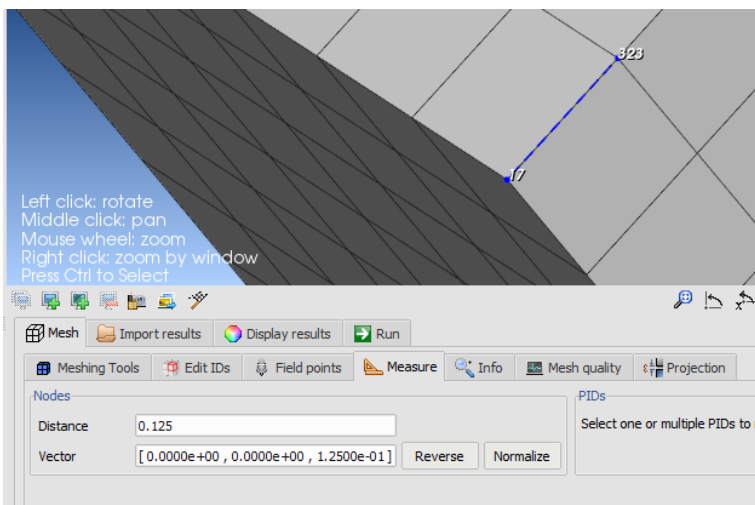 323
17
Left click: rotate
Middle click: pan
Mouse wheel: zoom
Right click: zoom by window
Press Ctrl to Select
Mesh Import results Display results Run
Meshing Tools Edit IDs Field points Measure Info Mesh quality Projection
Nodes PIDs
Distance 0.125 Select one or multiple PIDs to
Vector [ 0.0000e+00 , 0.0000e+00 , 1.2500e-01] Reverse Normalize